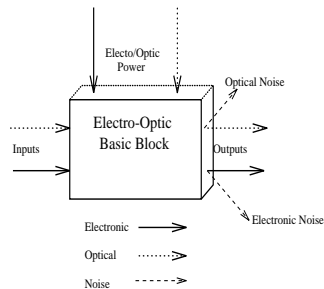 Electo/Optic
Power
Optical Noise
Electro-Optic
Basic Block
Inputs
Outputs
Electronic Noise
Electronic
Optical
Noise